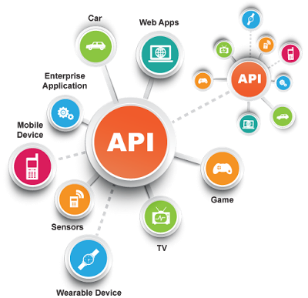 Car
Web Apps
Enterprise
Application
API
Mobile
Device
API
Game
Sensors
TV
Wearable Device